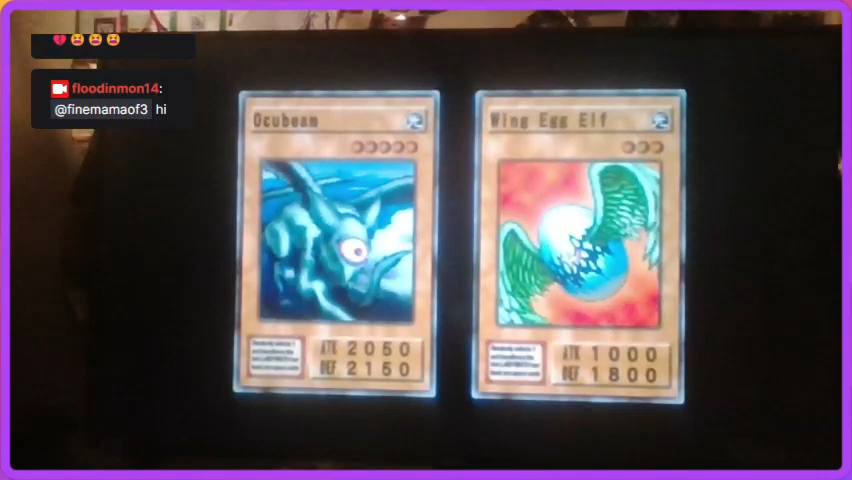 floodinmon14:
@finemamaof3 hi
Ocubeam
ATK 2050
DEF 2150
Wing Egg Elf
ATK 1000
DEF 1800